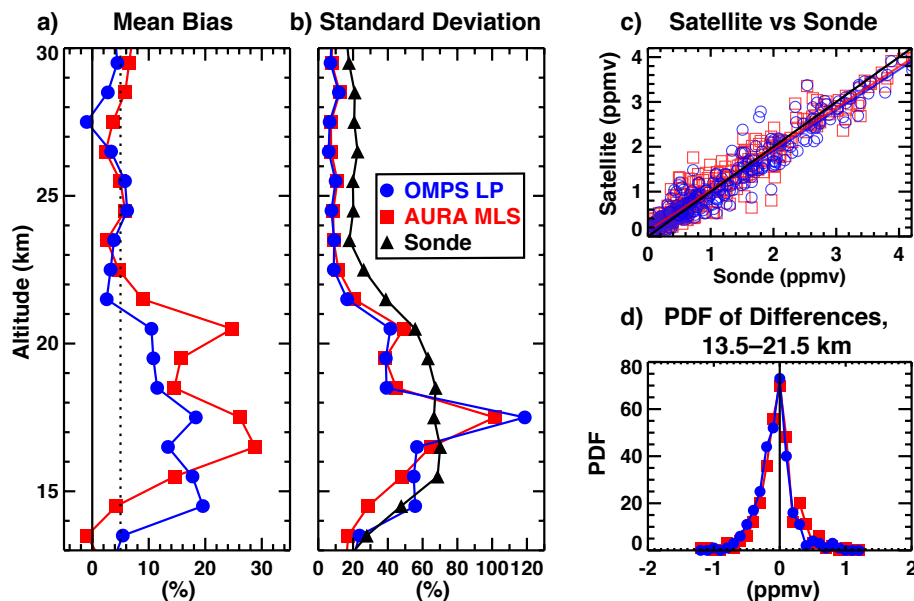 a) Mean Bias
b) Standard Deviation
c) Satellite vs Sonde
30
25
20
15
Altitude (km)
0 10 20 30
(%)
OMPS LP
AURA MLS
Sonde
0 20 40 60 80 100 120
(%)
4
3
2
1
0
Satellite (ppmv)
0 1 2 3 4
Sonde (ppmv)
d) PDF of Differences,
13.5–21.5 km
80
60
40
20
0
PDF
-2 -1 0 1 2
(ppmv)